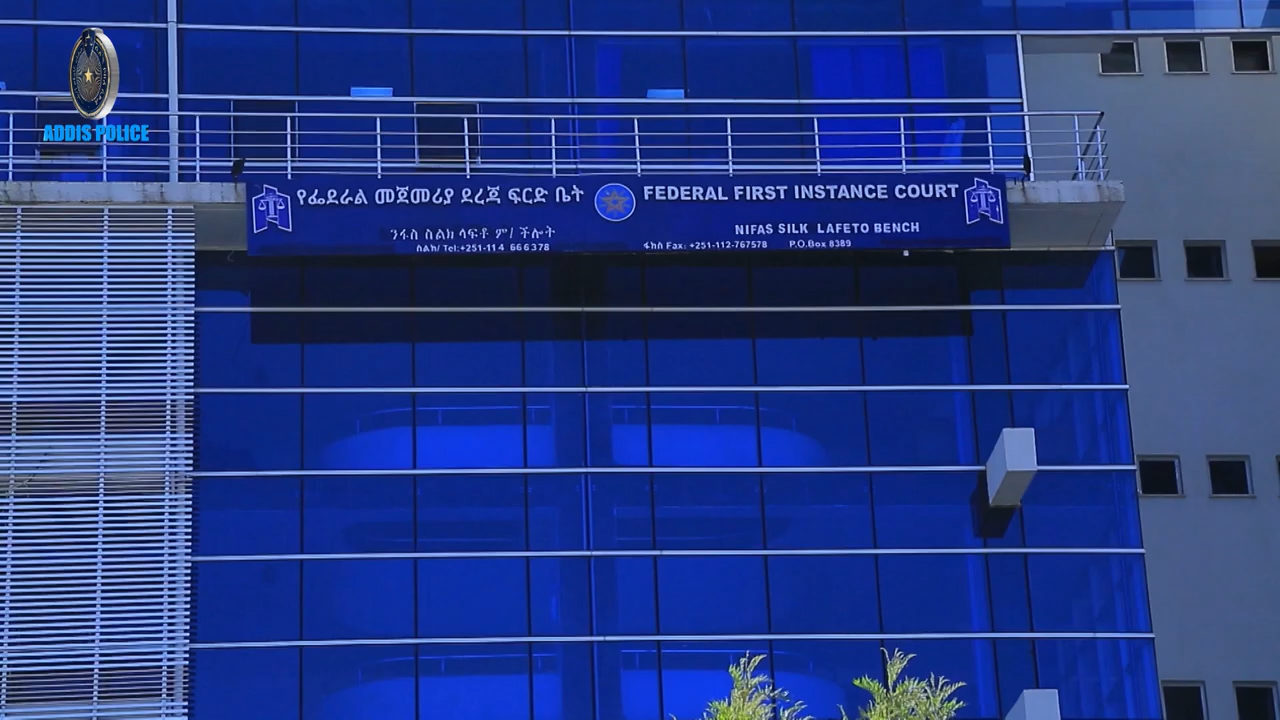 ADDIS POLICE
የፌደራል መጀመሪያ ደረጃ ፍርድ ቤት
FEDERAL FIRST INSTANCE COURT
ንፋስ ስልክ ላፍቶ ም/ ችሎት
NIFAS SILK LAFETO BENCH
ስልክ/ Tel:+251-114 666378
ፋክስ Fax: +251-112-767578 P.O.Box 8389